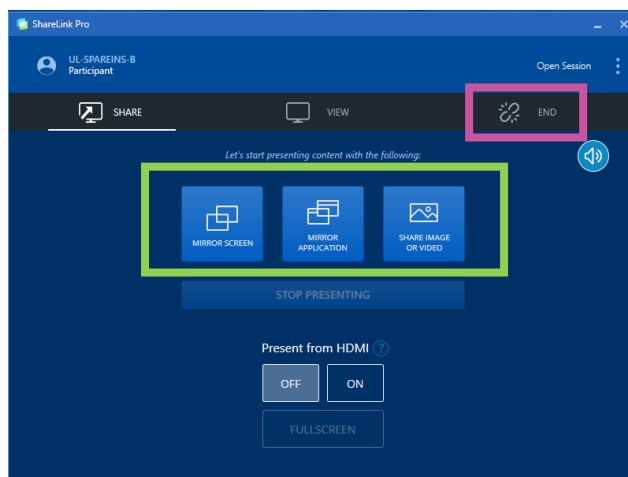 ShareLink Pro
UL-SPAREINS-B
Participant
Open Session
SHARE
VIEW
END
Let's start presenting content with the following:
MIRROR SCREEN
MIRROR
APPLICATION
SHARE IMAGE
OR VIDEO
STOP PRESENTING
Present from HDMI ?
OFF
ON
FULLSCREEN